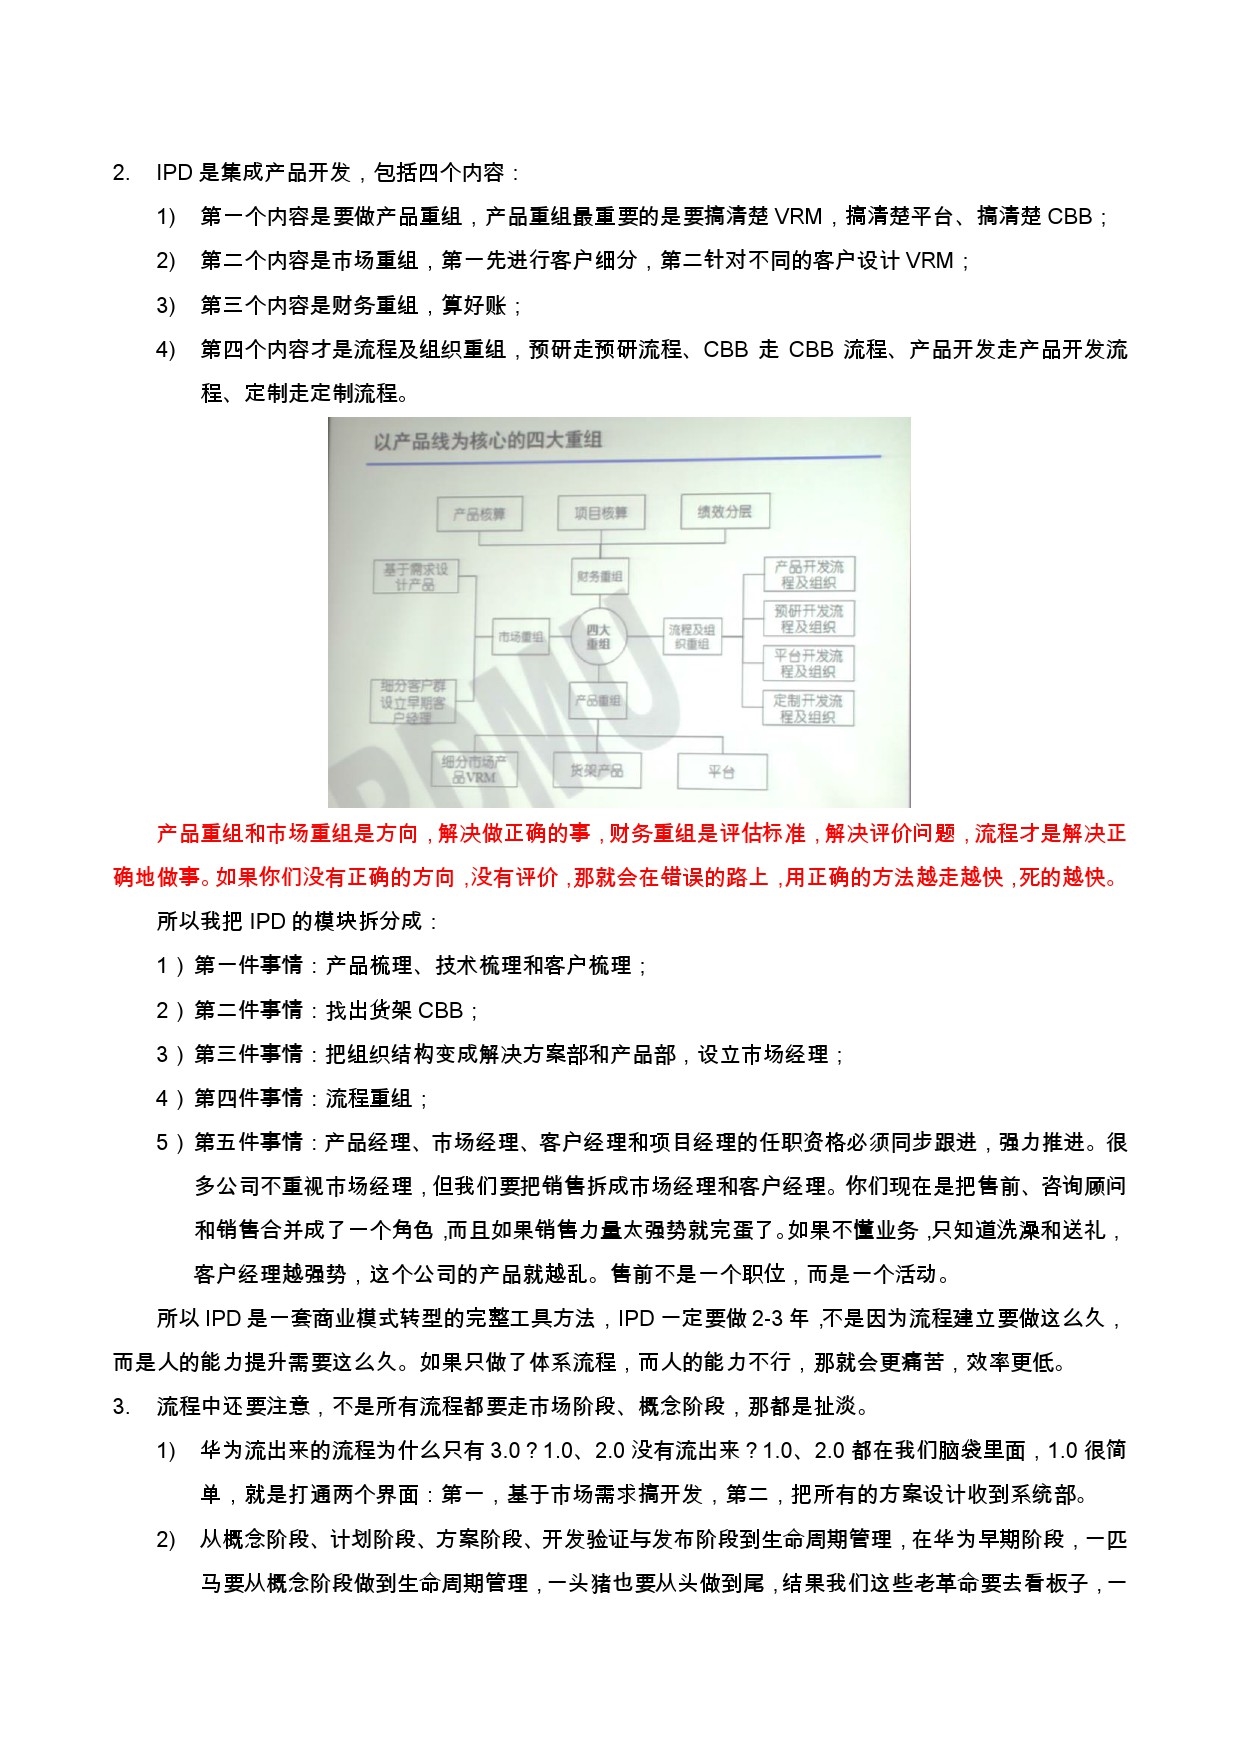 2. IPD 是集成产品开发，包括四个内容：
1) 第一个内容是要做产品重组，产品重组最重要的是要搞清楚 VRM，搞清楚平台、搞清楚 CBB；
2) 第二个内容是市场重组，第一先进行客户细分，第二针对不同的客户设计 VRM；
3) 第三个内容是财务重组，算好账；
4) 第四个内容才是流程及组织重组，预研走预研流程、CBB 走 CBB 流程、产品开发走产品开发流
程、定制走定制流程。
以产品线为核心的四大重组
产品核算
项目核算
绩效分层
基于需求设
计产品
财务重组
产品开发流
程及组织
预研开发流
程及组织
市场重组
四大
重组
流程及组
织重组
平台开发流
程及组织
细分客户群
设立早期客
户经理
产品重组
定制开发流
程及组织
细分市场产
品VRM
货架产品
平台
PDMU
产品重组和市场重组是方向，解决做正确的事，财务重组是评估标准，解决评价问题，流程才是解决正
确地做事。如果你们没有正确的方向，没有评价，那就会在错误的路上，用正确的方法越走越快，死的越快。
所以我把 IPD 的模块拆分成：
1）第一件事情：产品梳理、技术梳理和客户梳理；
2）第二件事情：找出货架 CBB；
3）第三件事情：把组织结构变成解决方案部和产品部，设立市场经理；
4）第四件事情：流程重组；
5）第五件事情：产品经理、市场经理、客户经理和项目经理的任职资格必须同步跟进，强力推进。很
多公司不重视市场经理，但我们要把销售拆成市场经理和客户经理。你们现在是把售前、咨询顾问
和销售合并成了一个角色，而且如果销售力量太强势就完蛋了。如果不懂业务，只知道洗澡和送礼，
客户经理越强势，这个公司的产品就越乱。售前不是一个职位，而是一个活动。
所以 IPD 是一套商业模式转型的完整工具方法，IPD 一定要做 2-3 年，不是因为流程建立要做这么久，
而是人的能力提升需要这么久。如果只做了体系流程，而人的能力不行，那就会更痛苦，效率更低。
3. 流程中还要注意，不是所有流程都要走市场阶段、概念阶段，那都是扯淡。
1) 华为流出来的流程为什么只有 3.0？1.0、2.0 没有流出来？1.0、2.0 都在我们脑袋里面，1.0 很简
单，就是打通两个界面：第一，基于市场需求搞开发，第二，把所有的方案设计收到系统部。
2) 从概念阶段、计划阶段、方案阶段、开发验证与发布阶段到生命周期管理，在华为早期阶段，一匹
马要从概念阶段做到生命周期管理，一头猪也要从头做到尾，结果我们这些老革命要去看板子，一